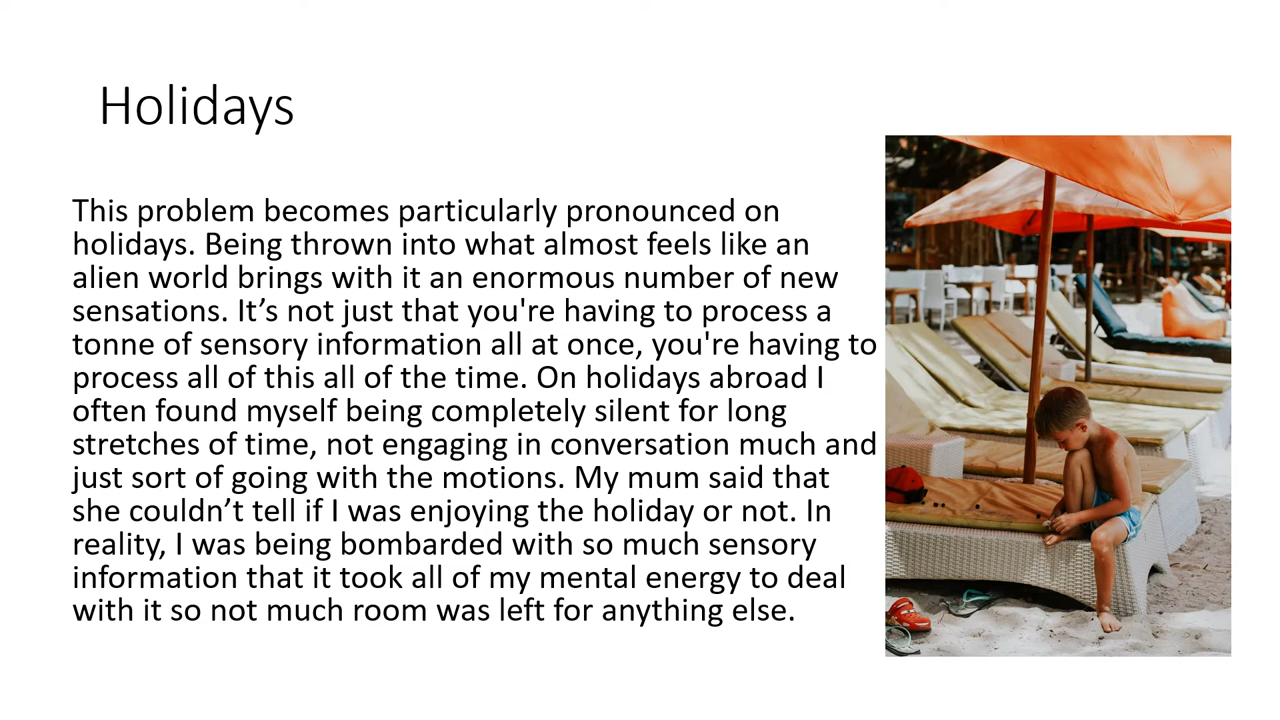 Holidays
This problem becomes particularly pronounced on
holidays. Being thrown into what almost feels like an
alien world brings with it an enormous number of new
sensations. It’s not just that you're having to process a
tonne of sensory information all at once, you're having to
process all of this all of the time. On holidays abroad I
often found myself being completely silent for long
stretches of time, not engaging in conversation much and
just sort of going with the motions. My mum said that
she couldn’t tell if I was enjoying the holiday or not. In
reality, I was being bombarded with so much sensory
information that it took all of my mental energy to deal
with it so not much room was left for anything else.